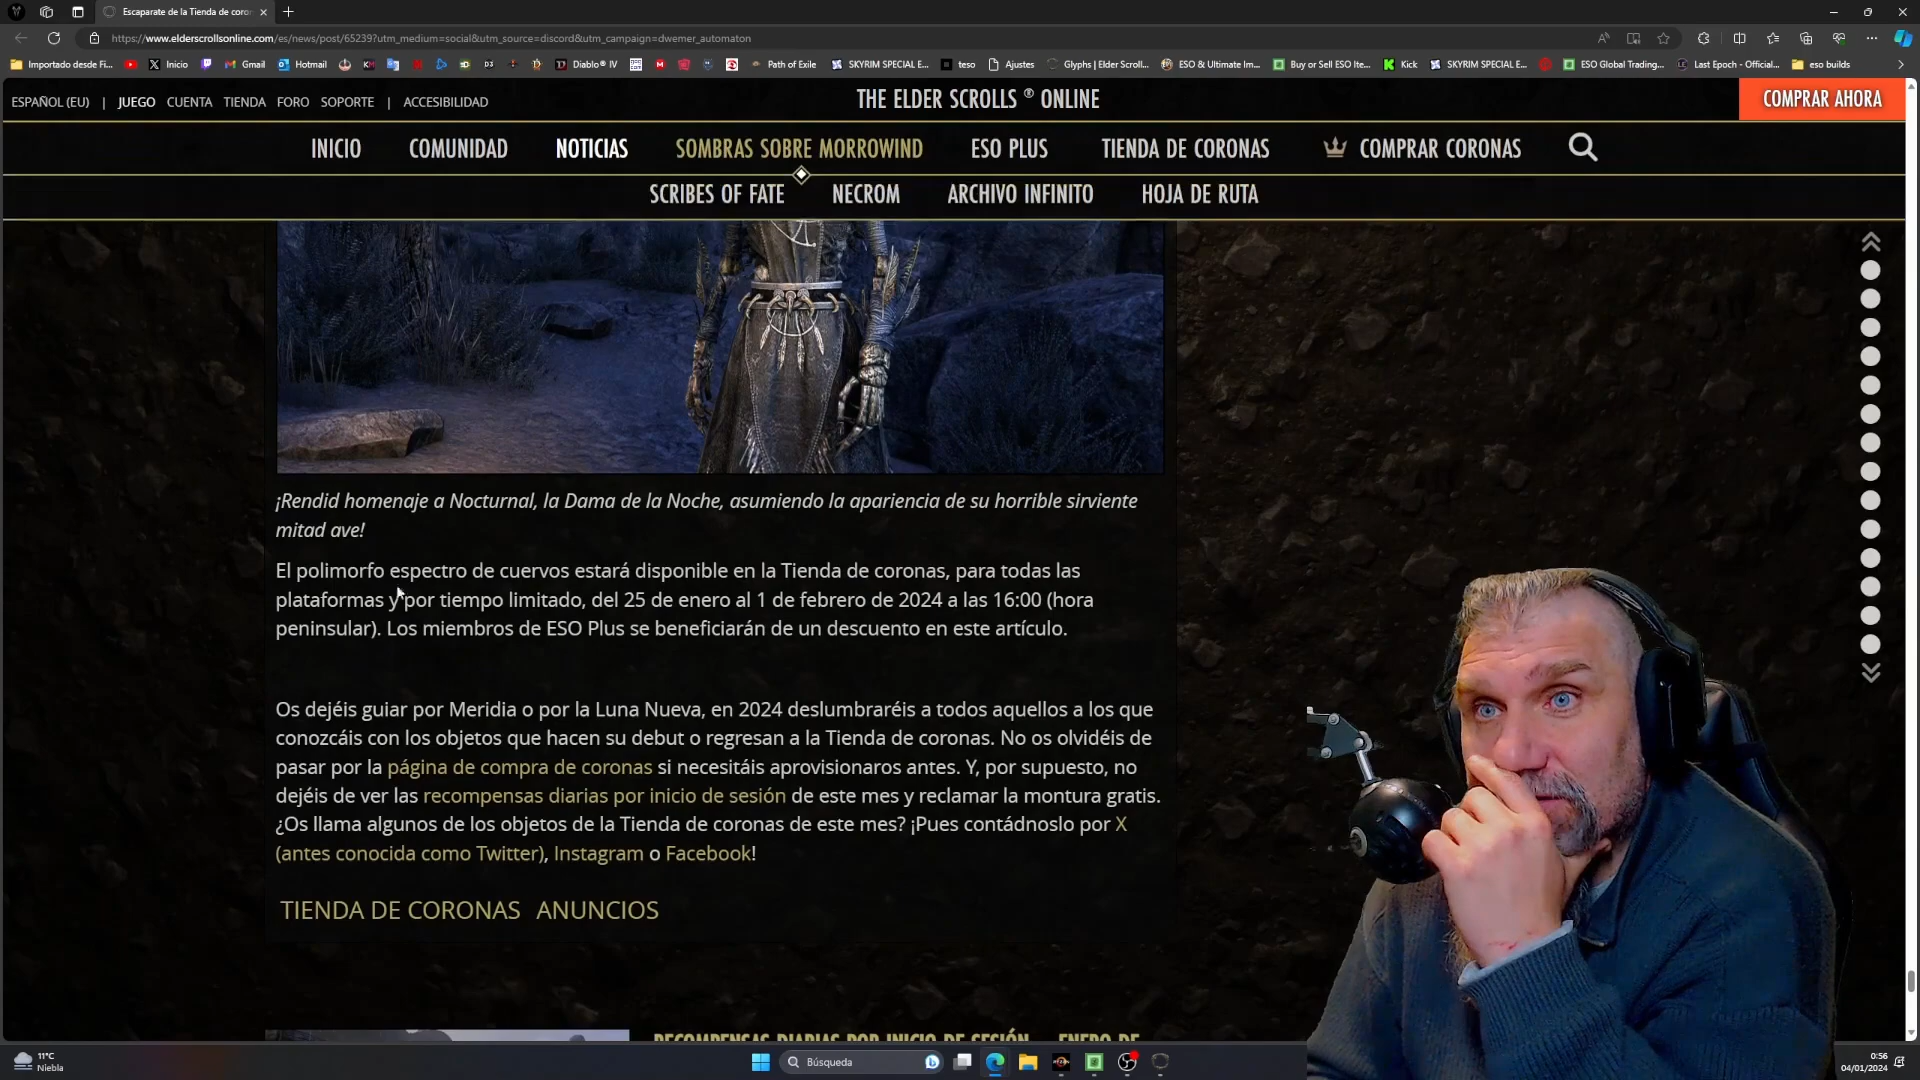 Escaparate de la Tienda de coron
https://www.elderscrollsonline.com/es/news/post/65239?utm_medium=social&utm_source=discord&utm_campaign=dwemer_automaton
Importado desde Fi... Inicio Gmail Hotmail Diablo® IV Path of Exile SKYRIM SPECIAL E... teso Ajustes Glyphs | Elder Scroll... ESO & Ultimate Im... Buy or Sell ESO Ite... Kick SKYRIM SPECIAL E... ESO Global Trading... Last Epoch - Official... eso builds
ESPAÑOL (EU) | JUEGO CUENTA TIENDA FORO SOPORTE | ACCESIBILIDAD
THE ELDER SCROLLS ® ONLINE
COMPRAR AHORA
INICIO COMUNIDAD NOTICIAS SOMBRAS SOBRE MORROWIND ESO PLUS TIENDA DE CORONAS COMPRAR CORONAS
SCRIBES OF FATE NECROM ARCHIVO INFINITO HOJA DE RUTA
¡Rendid homenaje a Nocturnal, la Dama de la Noche, asumiendo la apariencia de su horrible sirviente
mitad ave!
El polimorfo espectro de cuervos estará disponible en la Tienda de coronas, para todas las
plataformas y por tiempo limitado, del 25 de enero al 1 de febrero de 2024 a las 16:00 (hora
peninsular). Los miembros de ESO Plus se beneficiarán de un descuento en este artículo.
Os dejéis guiar por Meridia o por la Luna Nueva, en 2024 deslumbraréis a todos aquellos a los que
conozcáis con los objetos que hacen su debut o regresan a la Tienda de coronas. No os olvidéis de
pasar por la página de compra de coronas si necesitáis aprovisionaros antes. Y, por supuesto, no
dejéis de ver las recompensas diarias por inicio de sesión de este mes y reclamar la montura gratis.
¿Os llama algunos de los objetos de la Tienda de coronas de este mes? ¡Pues contádnoslo por X
(antes conocida como Twitter), Instagram o Facebook!
TIENDA DE CORONAS ANUNCIOS
RECOMPENSAS DIARIAS POR INICIO DE SESIÓN — ENERO DE
11°C
Niebla
Búsqueda
0:56
04/01/2024